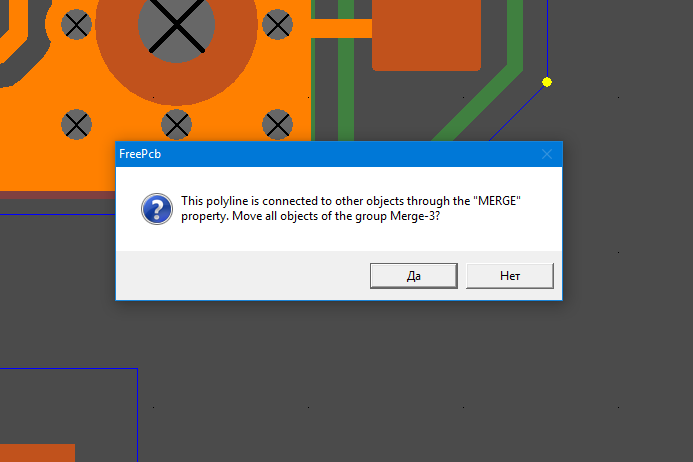 FreePcb
This polyline is connected to other objects through the "MERGE"
property. Move all objects of the group Merge-3?
Да
Нет